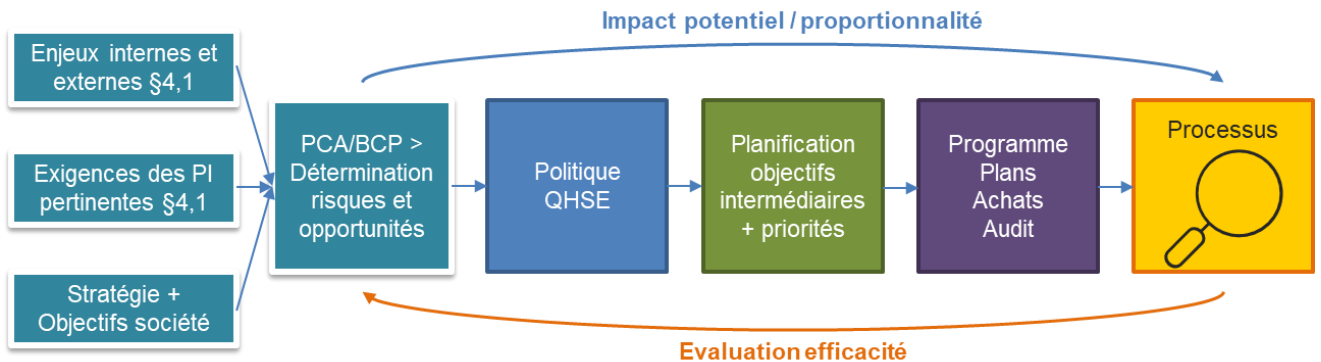 Impact potentiel / proportionnalité
Enjeux internes et
externes §4,1
Exigences des PI
pertinentes §4,1
Stratégie +
Objectifs société
PCA/BCP >
Détermination
risques et
opportunités
Politique
QHSE
Planification
objectifs
intermédiaires
+ priorités
Programme
Plans
Achats
Audit
Processus
Evaluation efficacité